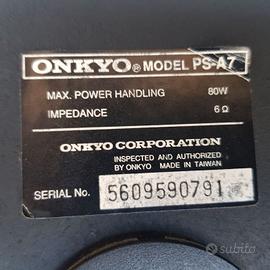 ONKYO® MODEL PS-A7
MAX. POWER HANDLING 80W
IMPEDANCE 6Ω
ONKYO CORPORATION
INSPECTED AND AUTHORIZED
BY ONKYO MADE IN TAIWAN
SERIAL No. 5609590791
subito